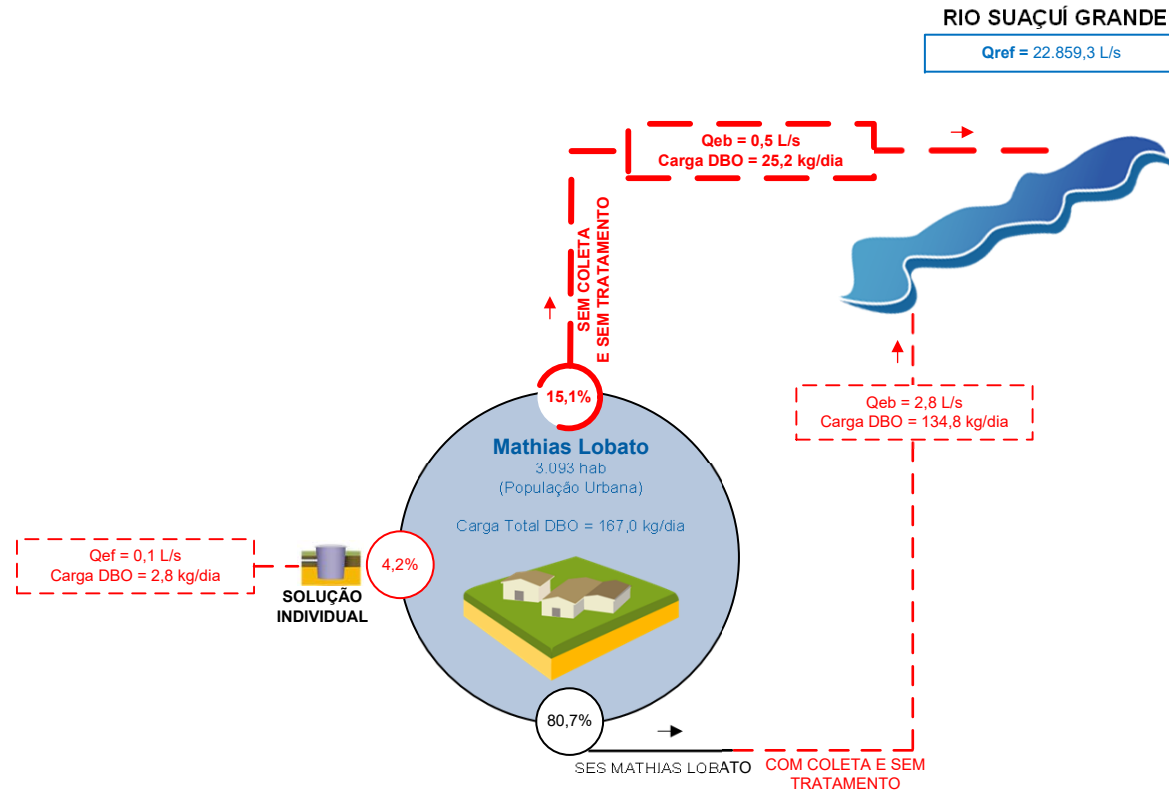 RIO SUAÇUÍ GRANDE
Qref = 22.859,3 L/s
Qeb = 0,5 L/s
Carga DBO = 25,2 kg/dia
SEM COLETA
E SEM TRATAMENTO
15,1%
Qeb = 2,8 L/s
Carga DBO = 134,8 kg/dia
Mathias Lobato
3.093 hab
(População Urbana)
Carga Total DBO = 167,0 kg/dia
Qef = 0,1 L/s
Carga DBO = 2,8 kg/dia
4,2%
SOLUÇÃO
INDIVIDUAL
80,7%
SES MATHIAS LOBATO
COM COLETA E SEM
TRATAMENTO